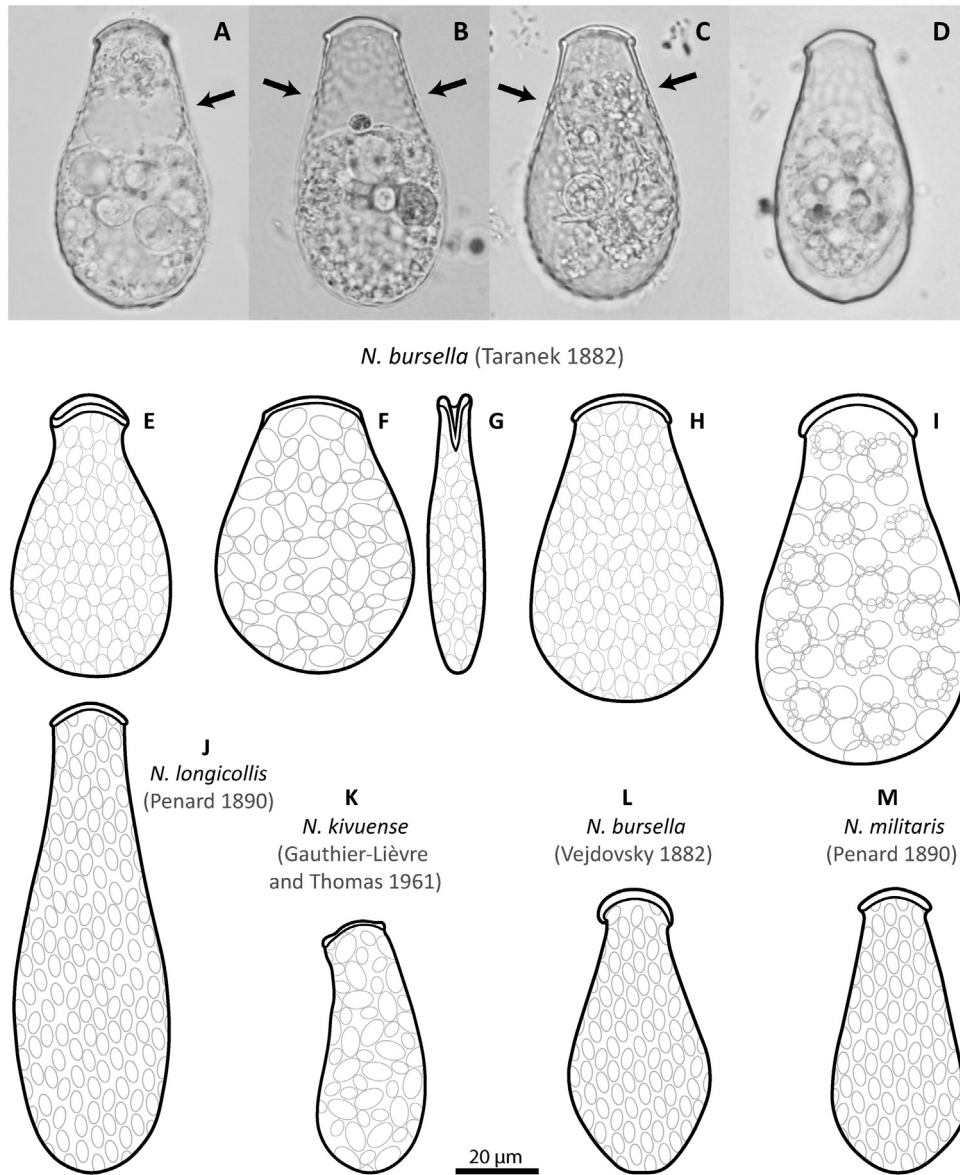 A B C D
N. bursella (Taranek 1882)
E F G H I
J
N. longicollis
(Penard 1890)
K
N. kivuense
(Gauthier-Lièvre
and Thomas 1961)
L
N. bursella
(Vejdovsky 1882)
M
N. militaris
(Penard 1890)
20 µm